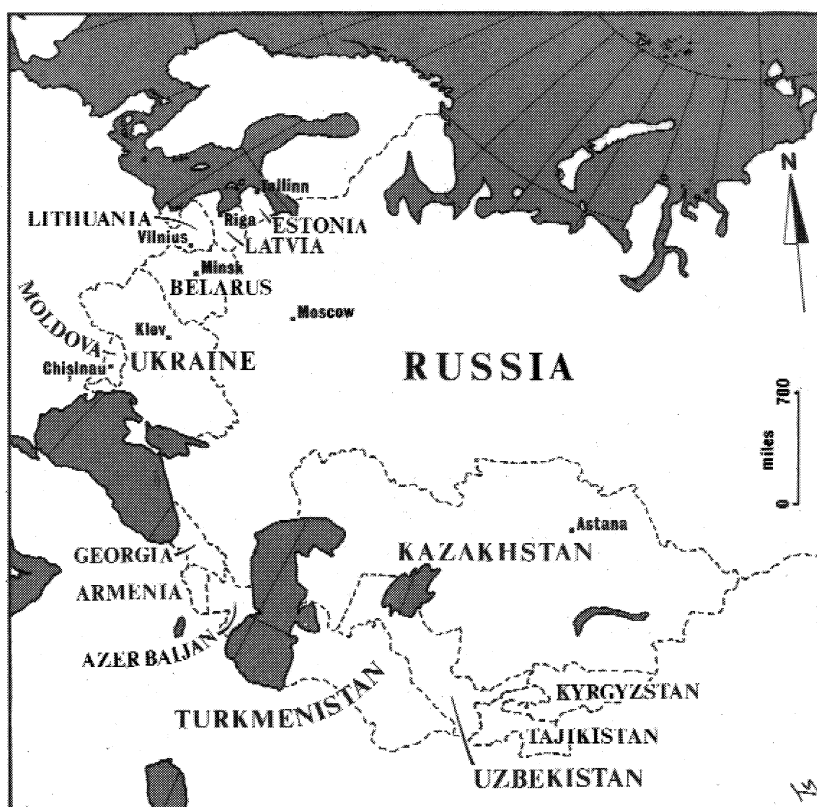 N
Tallinn
LITHUANIA
Riga
ESTONIA
Vilnius
LATVIA
Minsk
BELARUS
MOLDOVA
Moscow
Kiev
UKRAINE
Chișinau
RUSSIA
700
miles
0
Astana
GEORGIA
KAZAKHSTAN
ARMENIA
AZERBAIJAN
TURKMENISTAN
KYRGYZSTAN
TAJIKISTAN
UZBEKISTAN